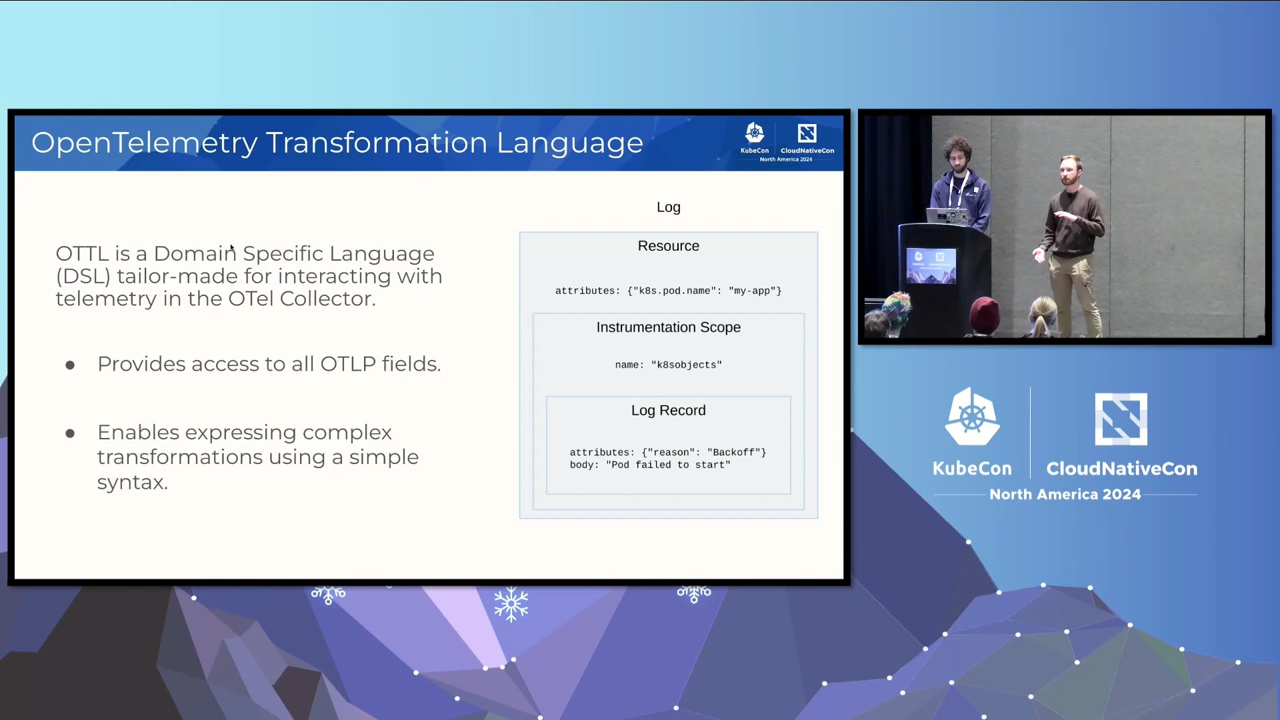 OpenTelemetry Transformation Language
KubeCon
CloudNativeCon
North America 2024
OTTL is a Domain Specific Language
(DSL) tailor-made for interacting with
telemetry in the OTel Collector.
● Provides access to all OTLP fields.
● Enables expressing complex
transformations using a simple
syntax.
Log
Resource
attributes: {"k8s.pod.name": "my-app"}
Instrumentation Scope
name: "k8sobjects"
Log Record
attributes: {"reason": "Backoff"}
body: "Pod failed to start"
KubeCon
CloudNativeCon
North America 2024